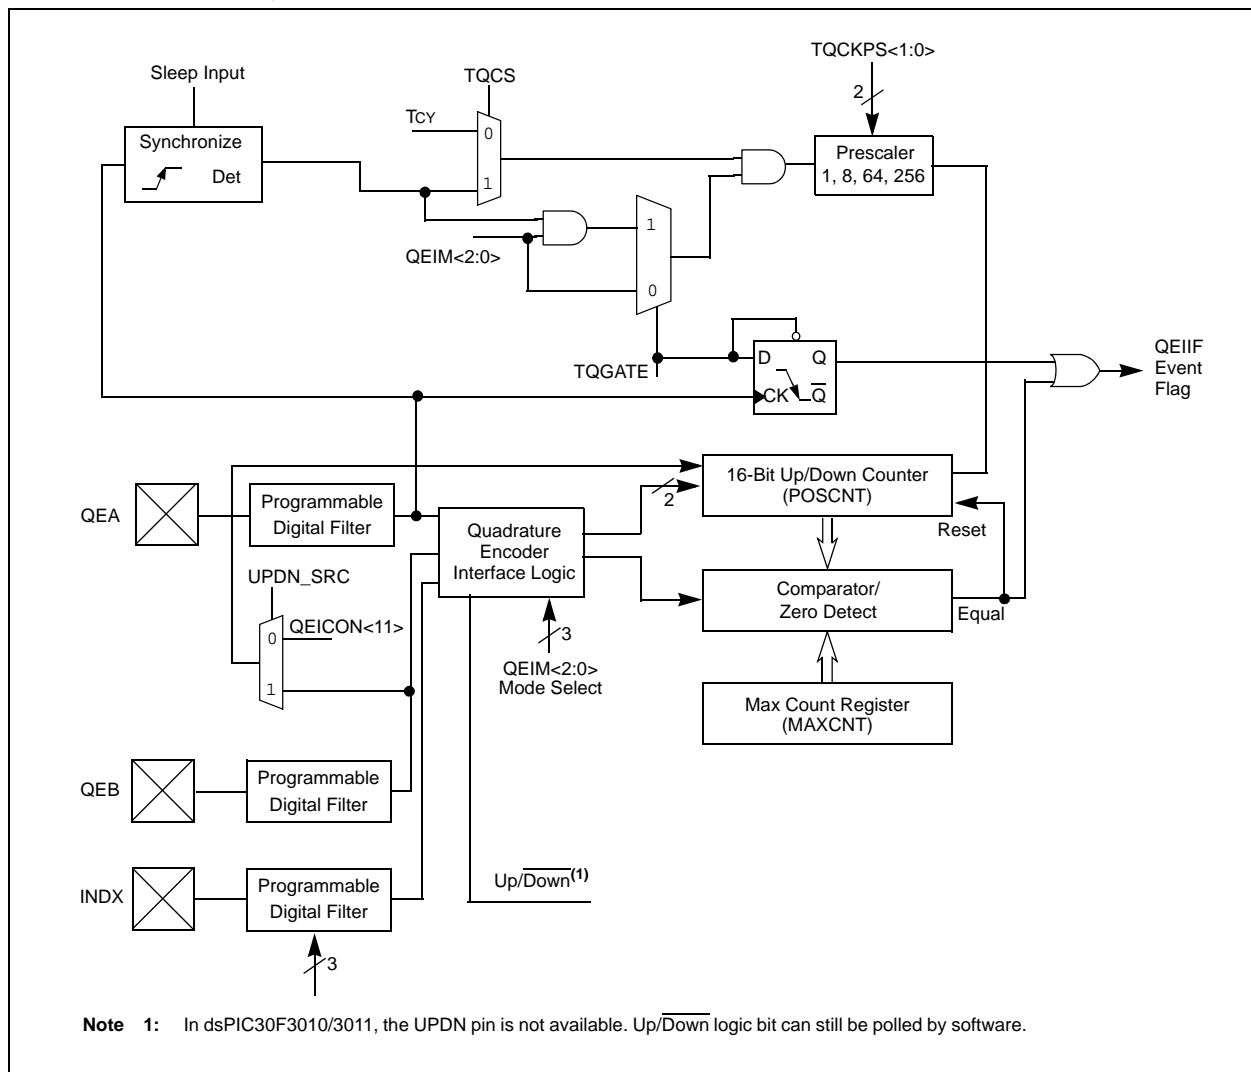 TQCKPS<1:0>
Sleep Input
TQCS
2
TCY
0
Synchronize
Det
1
Prescaler
1, 8, 64, 256
1
QEIM<2:0>
0
D Q
TQGATE
CK Q
QEIIF
Event
Flag
16-Bit Up/Down Counter
(POSCNT)
2
Programmable
Digital Filter
QEA
Quadrature
Encoder
Interface Logic
Reset
UPDN_SRC
Comparator/
Zero Detect
Equal
0
QEICON<11>
3
1
QEIM<2:0>
Mode Select
Max Count Register
(MAXCNT)
QEB
Programmable
Digital Filter
INDX
Programmable
Digital Filter
Up/Down(1)
3
Note 1: In dsPIC30F3010/3011, the UPDN pin is not available. Up/Down logic bit can still be polled by software.